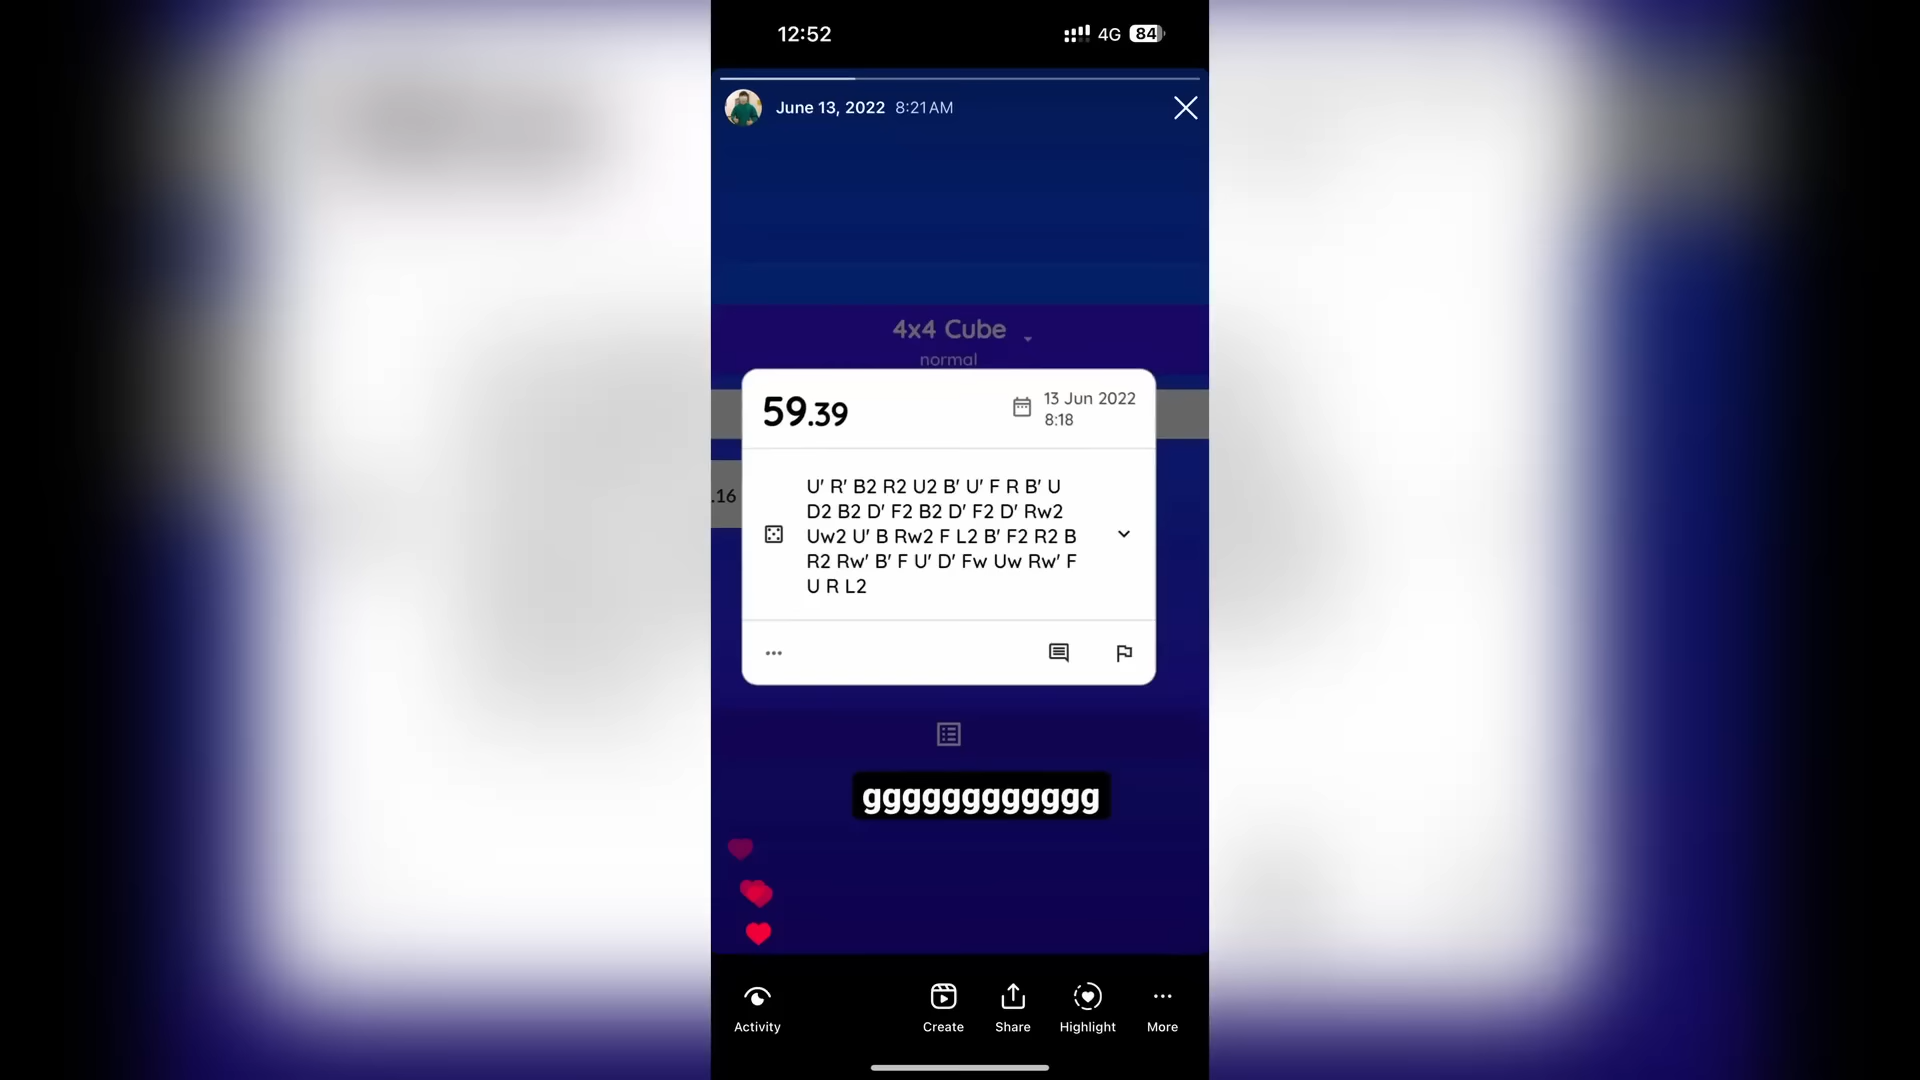 12:52
4G 84
June 13, 2022 8:21AM
4x4 Cube
normal
59.39
13 Jun 2022
8:18
.16
U' R' B2 R2 U2 B' U' F R B' U
D2 B2 D' F2 B2 D' F2 D' Rw2
Uw2 U' B Rw2 F L2 B' F2 R2 B
R2 Rw' B' F U' D' Fw Uw Rw' F
U R L2
gggggggggggg
Activity
Create
Share
Highlight
More